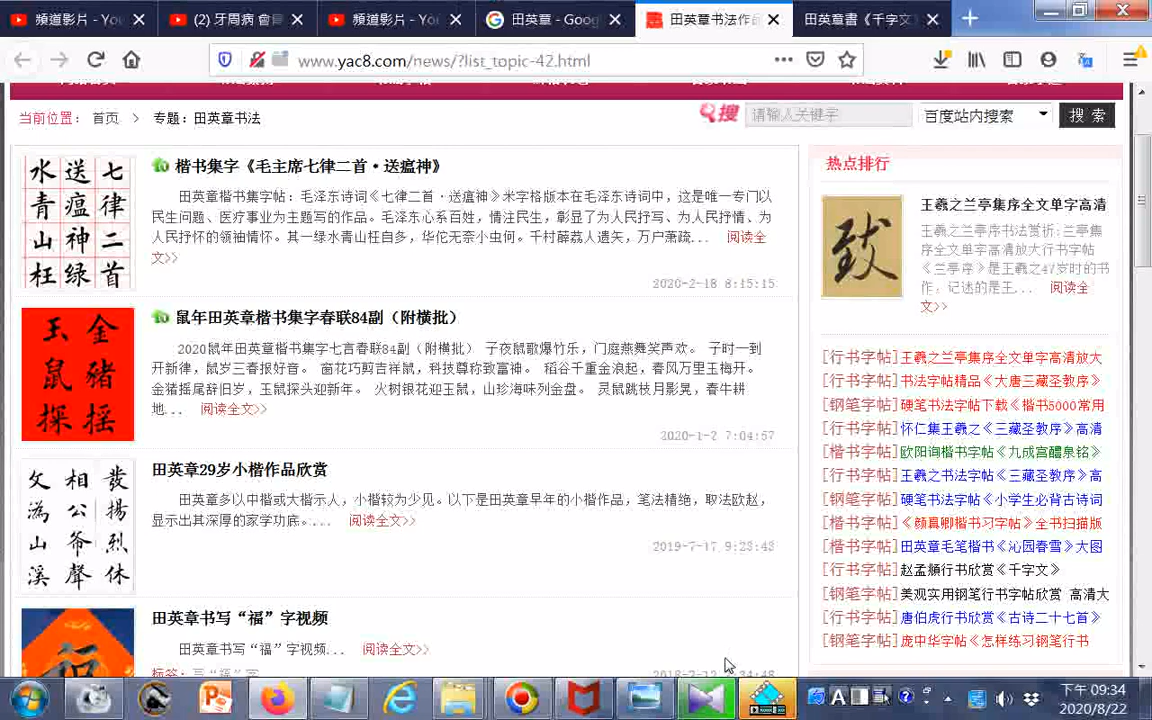 頻道影片 - Yo
(2) 牙周病 會
頻道影片 - Yo
田英章 - Goog
田英章书法作
田英章書《千字文
www.yac8.com/news/?list_topic-42.html
当前位置： 首页 > 专题：田英章书法
搜 请输入关键字 百度站内搜索 搜 索
水 送 七
青 瘟 律
山 神 二
枉 绿 首
楷书集字《毛主席七律二首·送瘟神》
田英章楷书集字帖：毛泽东诗词《七律二首·送瘟神》米字格版本在毛泽东诗词中，这是唯一专门以
民生问题、医疗事业为主题写的作品。毛泽东心系百姓，情注民生，彰显了为人民抒写、为人民抒情、为
人民抒怀的领袖情怀。其一绿水青山枉自多，华佗无奈小虫何。千村薜荔人遗矢，万户萧疏... 阅读全
文>>
2020-2-18 8:15:15
玉 金
鼠 豬
探 摇
鼠年田英章楷书集字春联84副（附横批）
2020鼠年田英章楷书集字七言春联84副（附横批） 子夜鼠歌爆竹乐，门庭燕舞笑声欢。 子时一到
开新律，鼠岁三春报好音。 窗花巧剪吉祥鼠，科技尊称致富神。 稻谷千重金浪起，春风万里玉梅开。
金猪摇尾辞旧岁，玉鼠探头迎新年。 火树银花迎玉鼠，山珍海味列金盘。 灵鼠跳枝月影晃，春牛耕
地... 阅读全文>>
2020-1-2 7:04:57
父 相 發
為 公 揚
山 爷 烈
溪 聲 休
田英章29岁小楷作品欣赏
田英章多以中楷或大楷示人，小楷较为少见。以下是田英章早年的小楷作品，笔法精绝，取法欧赵，
显示出其深厚的家学功底。... 阅读全文>>
2019-7-17 9:23:43
田英章书写“福”字视频
田英章书写“福”字视频... 阅读全文>>
热点排行
王羲之兰亭集序全文单字高清
王羲之兰亭席书法赏析:兰亭集
序全文单字高清放大行书字帖
《兰亭序》是王羲之47岁时的书
作，记述的是王... 阅读全
文>>
[行书字帖]王羲之兰亭集序全文单字高清放大
[行书字帖]书法字帖精品《大唐三藏圣教序》
[钢笔字帖]硬笔书法字帖下载《楷书5000常用
[行书字帖]怀仁集王羲之《三藏圣教序》高清
[楷书字帖]欧阳询楷书字帖《九成宫醴泉铭》
[行书字帖]王羲之书法字帖《三藏圣教序》高
[钢笔字帖]硬笔书法字帖《小学生必背古诗词
[楷书字帖]《颜真卿楷书习字帖》全书扫描版
[楷书字帖]田英章毛笔楷书《沁园春雪》大图
[行书字帖]赵孟頫行书欣赏《千字文》
[钢笔字帖]美观实用钢笔行书字帖欣赏 高清大
[行书字帖]唐伯虎行书欣赏《古诗二十七首》
[钢笔字帖]庞中华字帖《怎样练习钢笔行书
下午 09:34
2020/8/22